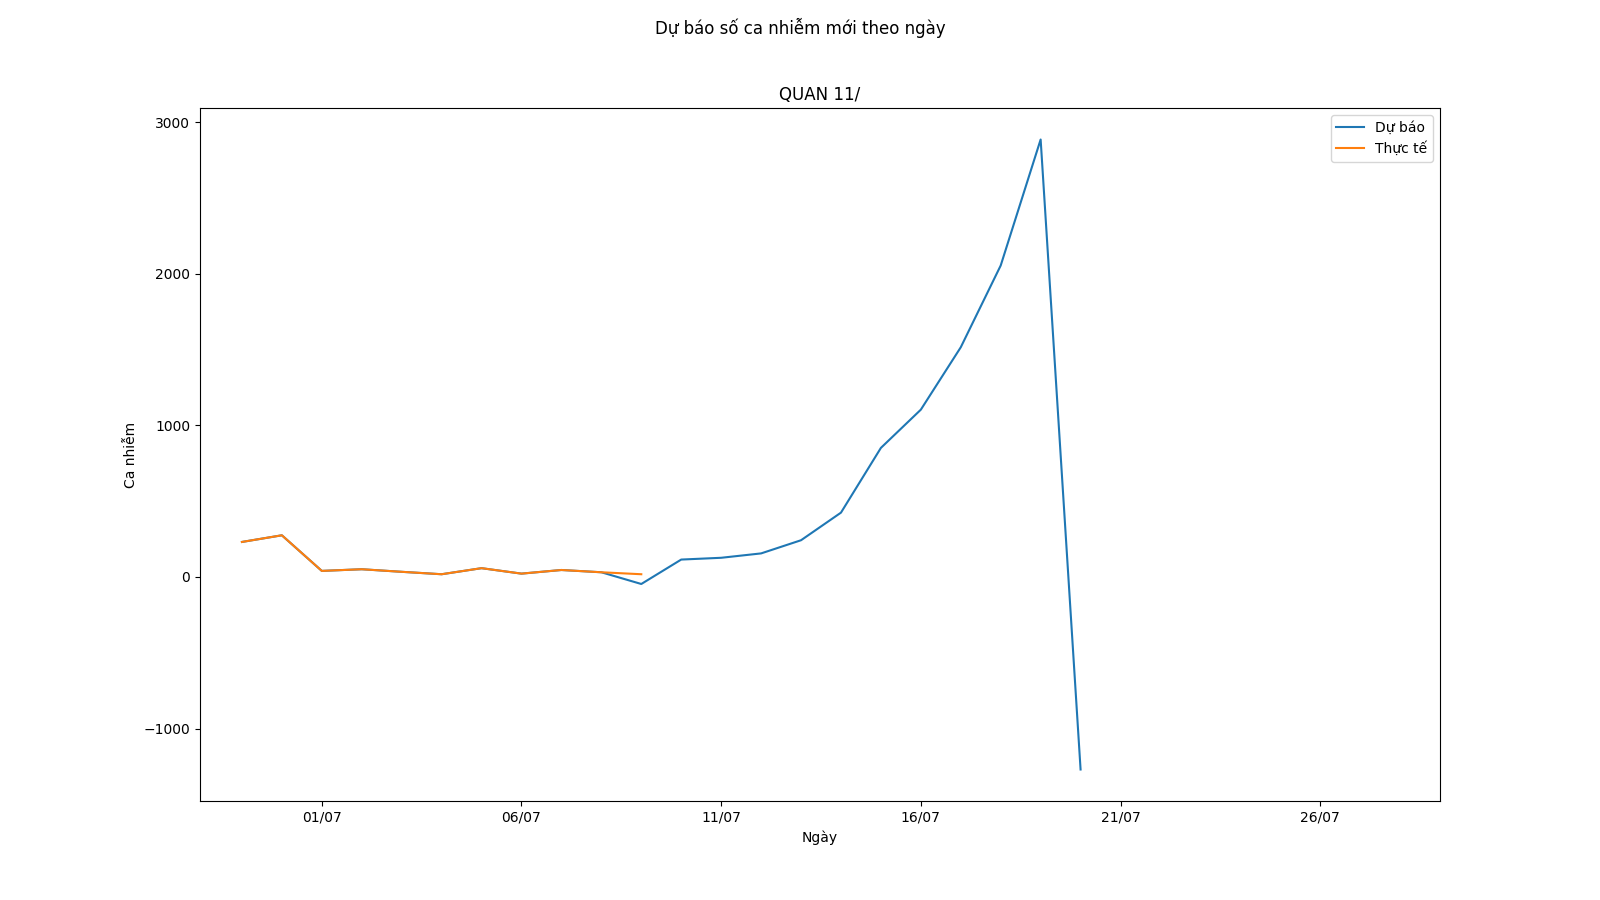 Dự báo số ca nhiễm mới theo ngày
QUAN 11/
3000
2000
1000
0
−1000
Ca nhiễm
Dự báo
Thực tế
01/07
06/07
11/07
16/07
21/07
26/07
Ngày